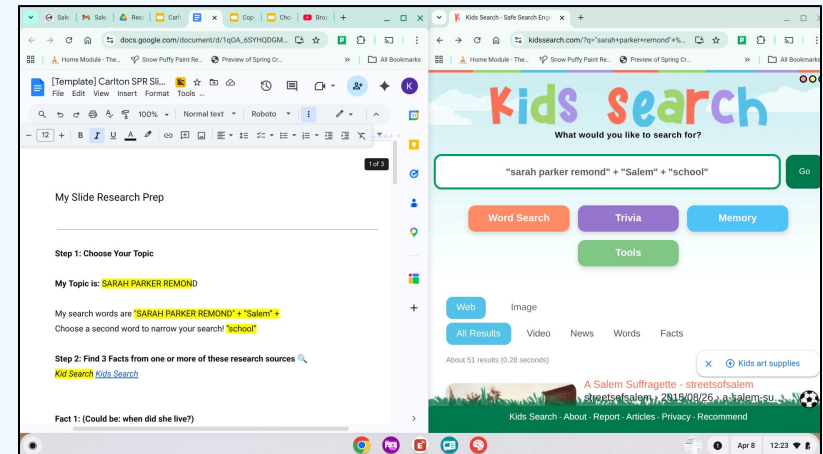 Sale
Sale
Rec
Carl
Cop
Cho
Broa
docs.google.com/document/d/1qOA_6SYHQDGM...
Home Module - The...
Snow Puffy Paint Re...
Preview of Spring Cr...
All Bookmarks
[Template] Carlton SPR Sli...
K
File Edit View Insert Format Tools ...
100% Normal text Roboto
12 B I U A
1 of 3
My Slide Research Prep
Step 1: Choose Your Topic
My Topic is: SARAH PARKER REMOND
My search words are "SARAH PARKER REMOND" + "Salem" +
Choose a second word to narrow your search! "school"
Step 2: Find 3 Facts from one or more of these research sources 🔍
Kid Search Kids Search
Fact 1: (Could be: when did she live?)
Kids Search - Safe Search Engi
kidssearch.com/?q="sarah+parker+remond"+%...
Home Module - The...
Snow Puffy Paint Re...
Preview of Spring Cr...
All Bookmarks
Kids search
What would you like to search for?
"sarah parker remond" + "Salem" + "school"
Go
Word Search
Trivia
Memory
Tools
Web
Image
All Results
Video
News
Words
Facts
About 51 results (0.28 seconds)
Kids art supplies
A Salem Suffragette - streetsofsalem
streetsofsalem › 2015/08/26 › a-salem-su...
Kids Search - About - Report - Articles - Privacy - Recommend
1
Apr 8
12:23